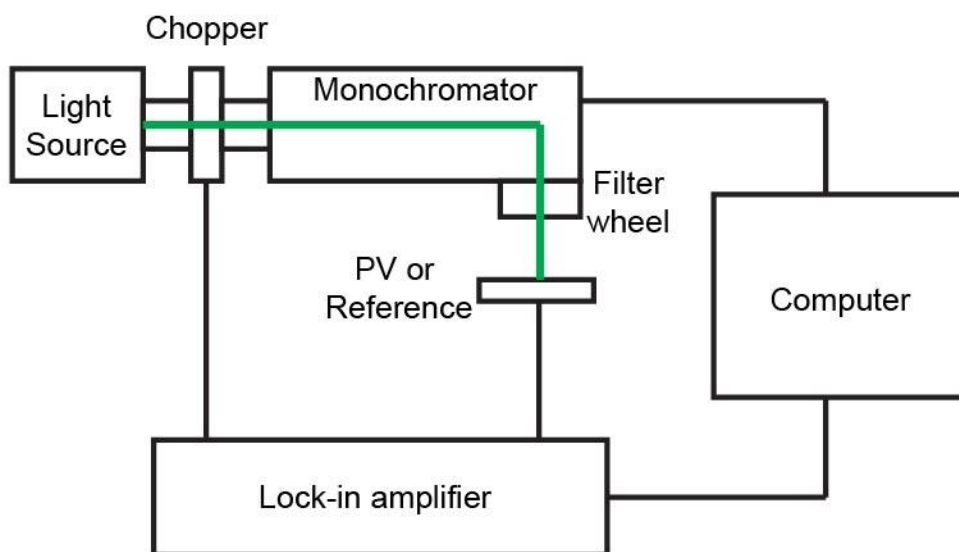 Chopper
Light
Source
Monochromator
Filter
wheel
PV or
Reference
Computer
Lock-in amplifier